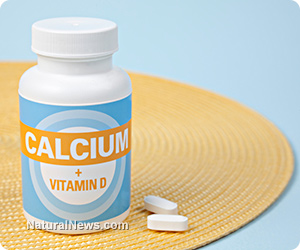 CALCIUM
+
VITAMIN D
NaturalNews.com